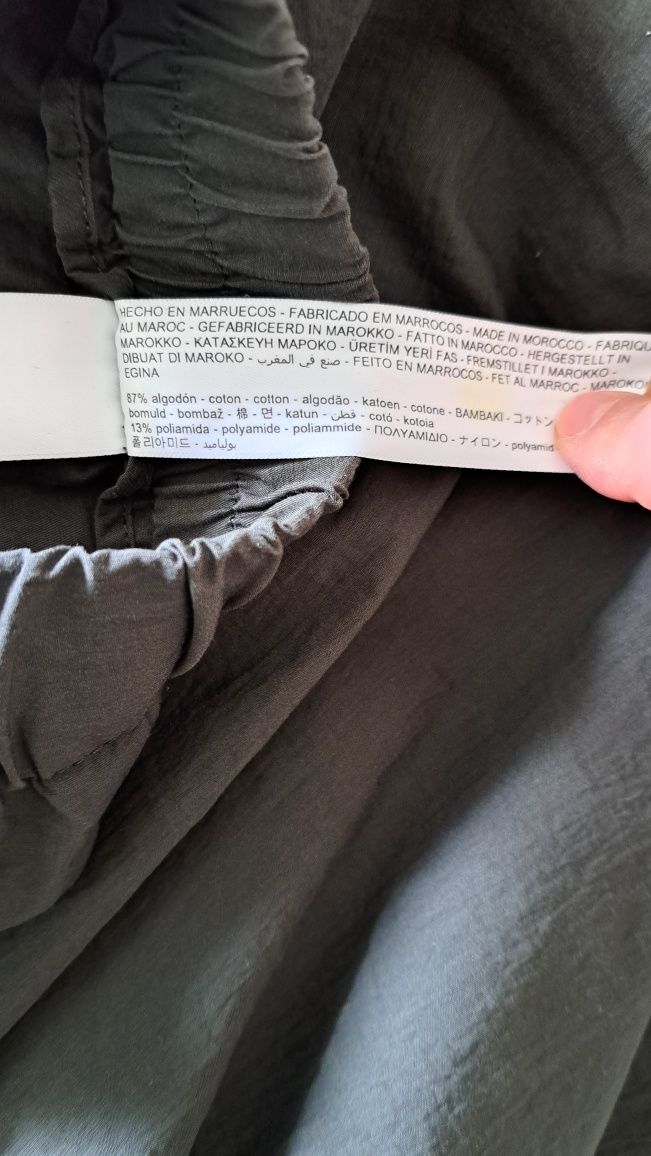 HECHO EN MARRUECOS - FABRICADO EM MARROCOS - MADE IN MOROCCO - FABRIQU
AU MAROC - GEFABRICEERD IN MAROKKO - FATTO IN MAROCCO - HERGESTELLT IN
MAROKKO - ΚΑΤΑΣΚΕΥΗ ΜΑΡΟΚΟ - ÜRETİM YERİ FAS - FREMSTILLET I MAROKKO -
DIBUAT DI MAROKO - صنع في المغرب - FEITO EN MARROCOS - FET AL MARROC - MAROKO
EGINA
87% algodón - coton - cotton - algodão - katoen - cotone - BAMBAKI - コットン
bomuld - bombaž - 棉 - 면 - katun - قطن - cotó - kotoia
13% poliamida - polyamide - poliammide - ΠΟΛΥΑΜΙΔΙΟ - ナイロン - polyamid
폴리아미드 - بولياميد